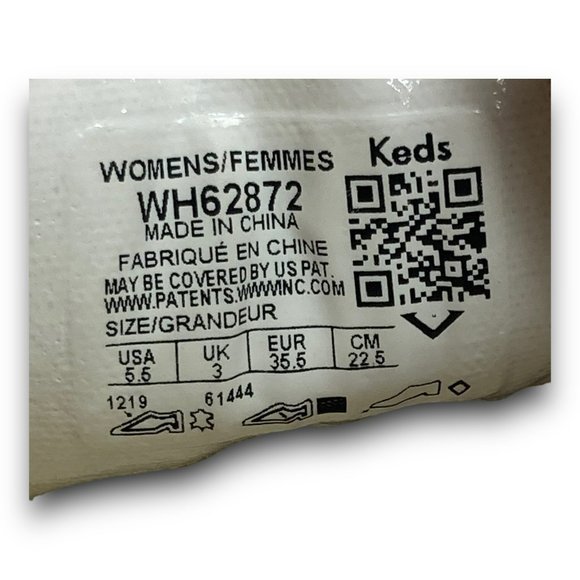 WOMENS/FEMMES Keds
WH62872
MADE IN CHINA
FABRIQUÉ EN CHINE
MAY BE COVERED BY US PAT.
WWW.PATENTS.WWWINC.COM
SIZE/GRANDEUR
USA UK EUR CM
5.5 3 35.5 22.5
1219 61444